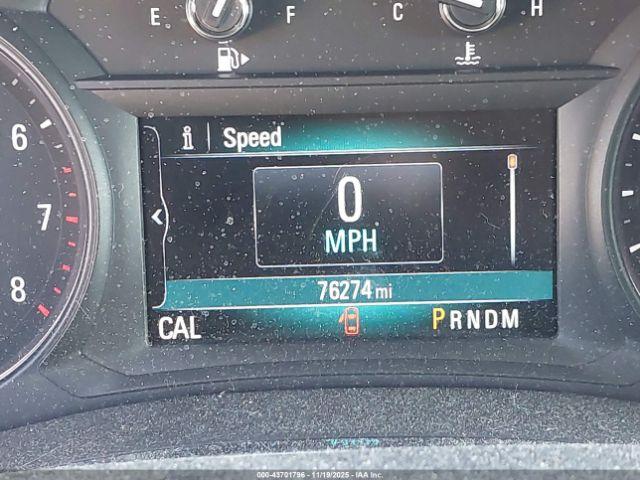 E F C H
i Speed
6
7
8
0
MPH
76274 mi
CAL PRNDM
000-43701796 - 11/19/2025 - IAA Inc.